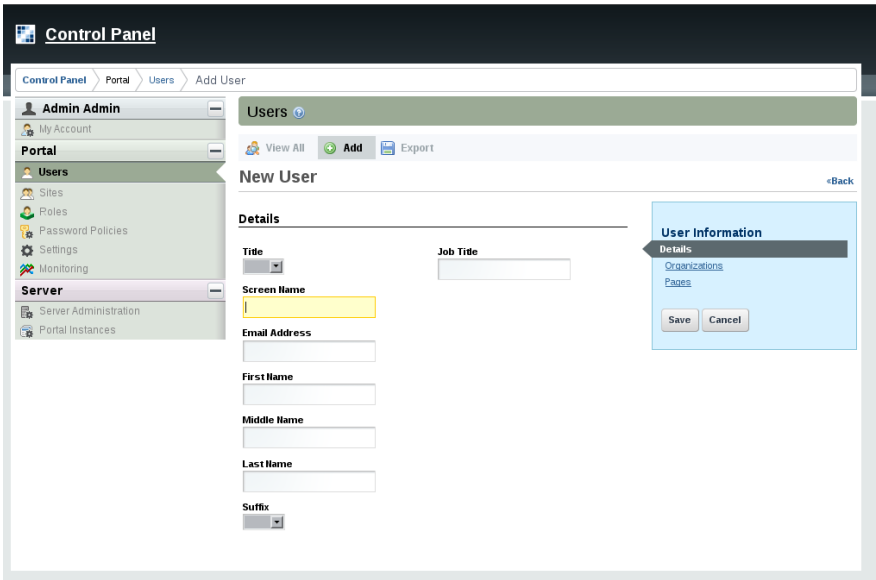 Control Panel
Control Panel Portal Users Add User
Admin Admin
My Account
Portal
Users
Sites
Roles
Password Policies
Settings
Monitoring
Server
Server Administration
Portal Instances
Users
View All Add Export
New User
«Back
Details
Title Job Title
Screen Name
Email Address
First Name
Middle Name
Last Name
Suffix
User Information
Details
Organizations
Pages
Save Cancel